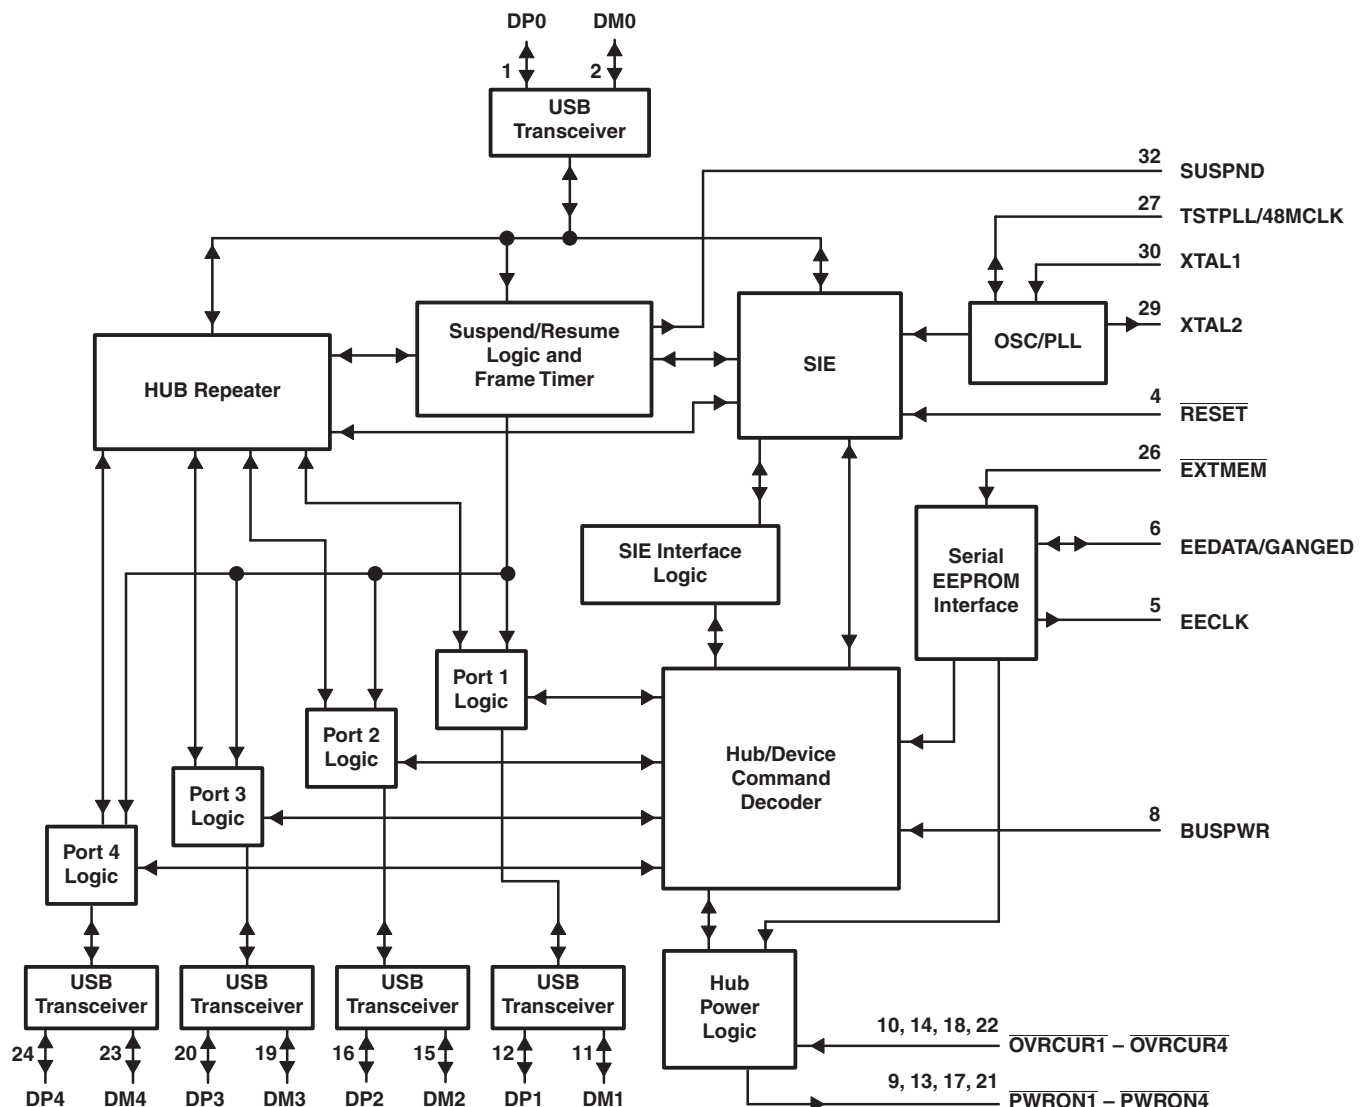 DP0 DM0
1 2
USB
Transceiver
32 SUSPND
27 TSTPLL/48MCLK
30 XTAL1
29 XTAL2
Suspend/Resume
Logic and
Frame Timer
SIE
OSC/PLL
HUB Repeater
4 RESET
26 EXTMEM
6 EEDATA/GANGED
5 EECLK
SIE Interface
Logic
Serial
EEPROM
Interface
Port 1
Logic
Port 2
Logic
Port 3
Logic
Port 4
Logic
Hub/Device
Command
Decoder
8 BUSPWR
USB
Transceiver
USB
Transceiver
USB
Transceiver
USB
Transceiver
Hub
Power
Logic
10, 14, 18, 22 OVRCUR1 – OVRCUR4
9, 13, 17, 21 PWRON1 – PWRON4
24 23 20 19 16 15 12 11
DP4 DM4 DP3 DM3 DP2 DM2 DP1 DM1